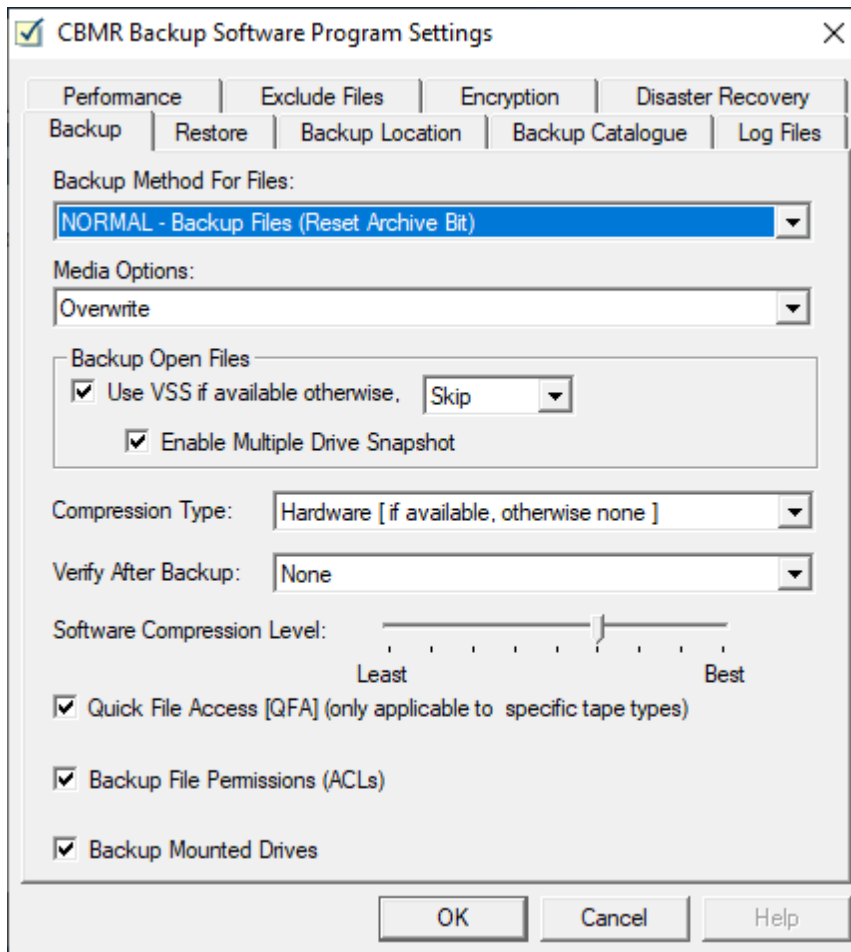 CBMR Backup Software Program Settings
Performance Exclude Files Encryption Disaster Recovery
Backup Restore Backup Location Backup Catalogue Log Files
Backup Method For Files:
NORMAL - Backup Files (Reset Archive Bit)
Media Options:
Overwrite
Backup Open Files
Use VSS if available otherwise, Skip
Enable Multiple Drive Snapshot
Compression Type: Hardware [ if available, otherwise none ]
Verify After Backup: None
Software Compression Level:
Least Best
Quick File Access [QFA] (only applicable to specific tape types)
Backup File Permissions (ACLs)
Backup Mounted Drives
OK Cancel Help